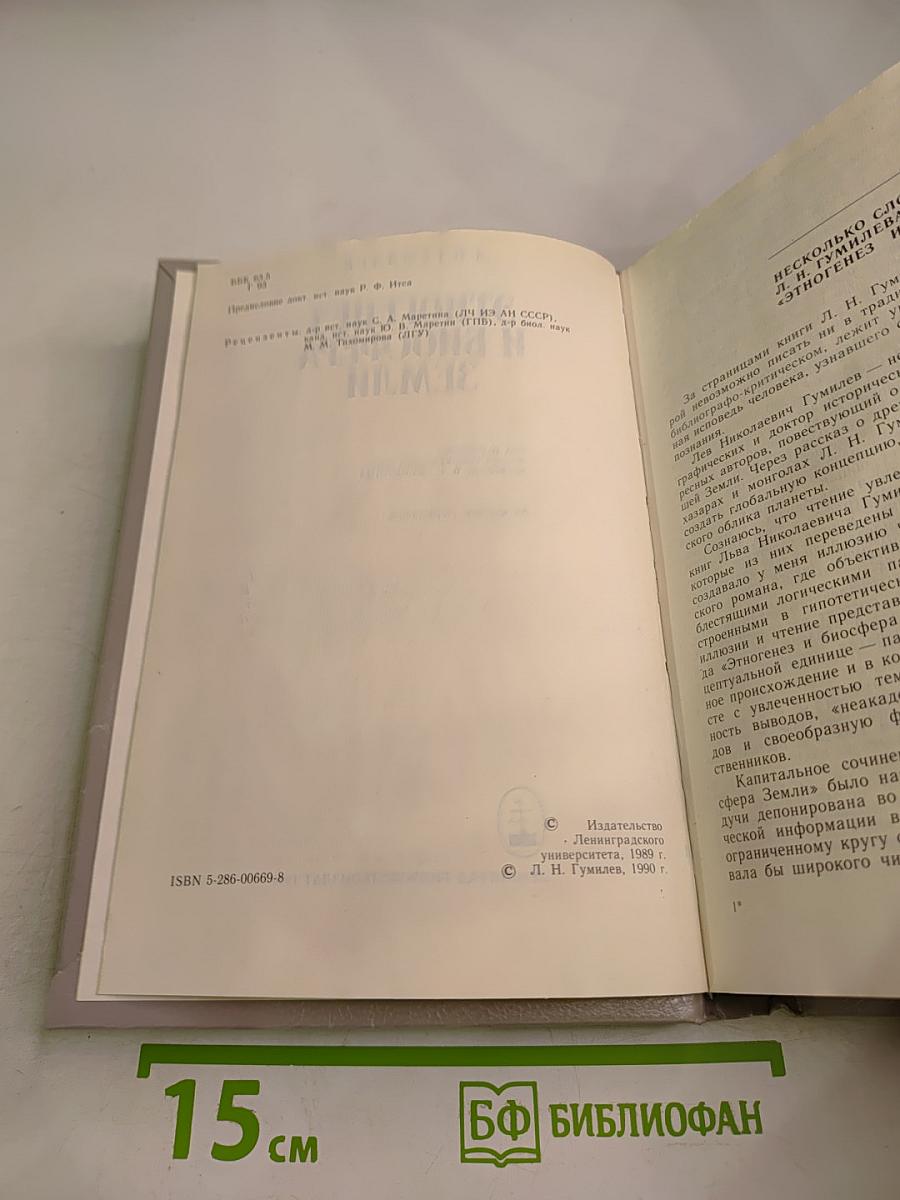 ББК 63.5
Г 93
Предисловие докт. ист. наук Р. Ф. Итса
Рецензенты: д-р ист. наук С. А. Маретина (ЛЧ ИЭ АН СССР),
канд. ист. наук Ю. В. Маретин (ГПБ), д-р биол. наук
М. М. Тихомирова (ЛГУ)
ISBN 5-286-00669-8
© Издательство
Ленинградского
университета, 1989 г.
© Л. Н. Гумилев, 1990 г.
НЕСКОЛЬКО СЛО
Л. Н. ГУМИЛЕВА
«ЭТНОГЕНЕЗ И
За страницами книги Л. Н. Гум
рой невозможно писать ни в тради
библиографо-критическом, лежит у
ная исповедь человека, узнавшего с
познания.
Лев Николаевич Гумилев — не
графических и доктор историчес
ресных авторов, повествующий о
шей Земли. Через рассказ о дре
хазарах и монголах Л. Н. Гум
создать глобальную концепцию,
ского облика планеты.
Сознаюсь, что чтение увле
книг Льва Николаевича Гуми
которые из них переведены
создавало у меня иллюзию
ского романа, где объектив
блестящими логическими па
строенными в гипотетическ
иллюзии и чтение представ
да «Этногенез и биосфера
цептуальной единице — па
ное происхождение и в ко
сте с увлеченностью тем
ность выводов, «неакаде
дов и своеобразную ф
ственников.
Капитальное сочинен
сфера Земли» было на
дучи депонирована во
ческой информации в
ограниченному кругу с
вала бы широкого чи
1*
15 см
БФ БИБЛИОФАН